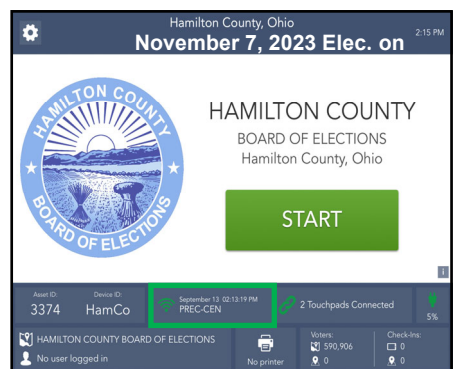 Hamilton County, Ohio
November 7, 2023 Elec. on
2:15 PM
HAMILTON COUNTY
BOARD OF ELECTIONS
HAMILTON COUNTY
BOARD OF ELECTIONS
Hamilton County, Ohio
START
i
Asset ID:
3374
Device ID:
HamCo
September 13 02:13:19 PM
PREC-CEN
2 Touchpads Connected
5%
HAMILTON COUNTY BOARD OF ELECTIONS
No user logged in
No printer
Voters:
590,906
0
Check-Ins:
0
0